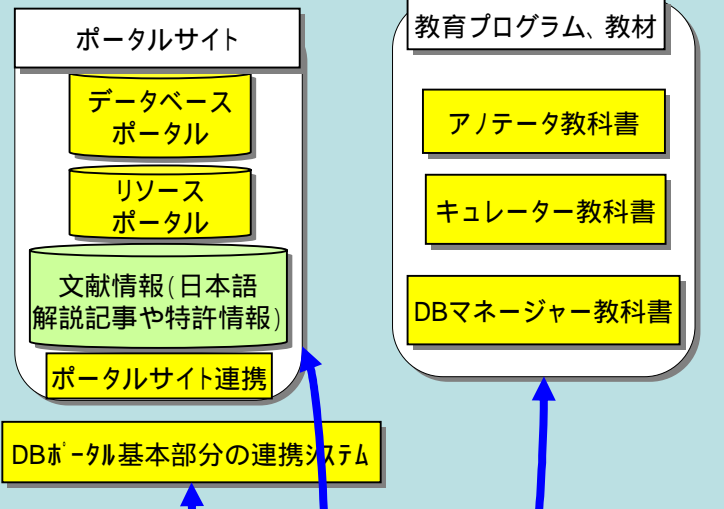 ポータルサイト
データベース
ポータル
リソース
ポータル
文献情報(日本語
解説記事や特許情報)
ポータルサイト連携
DBポータル基本部分の連携システム
教育プログラム、教材
アノテータ教科書
キュレーター教科書
DBマネージャー教科書